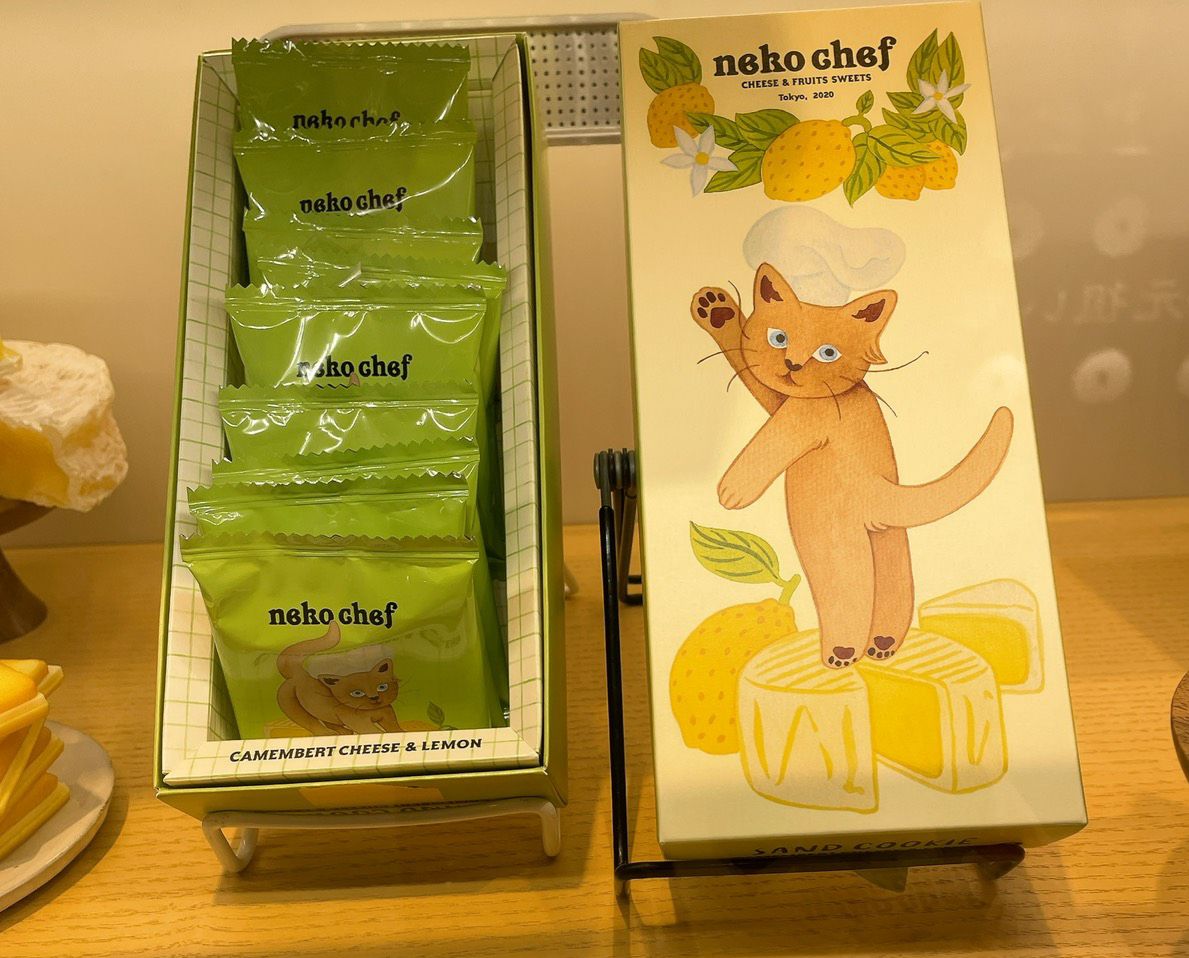 neko chef
neko chef
neko chef
neko chef
CAMEMBERT CHEESE & LEMON
neko chef
CHEESE & FRUITS SWEETS
Tokyo, 2020
SAND COOKIE